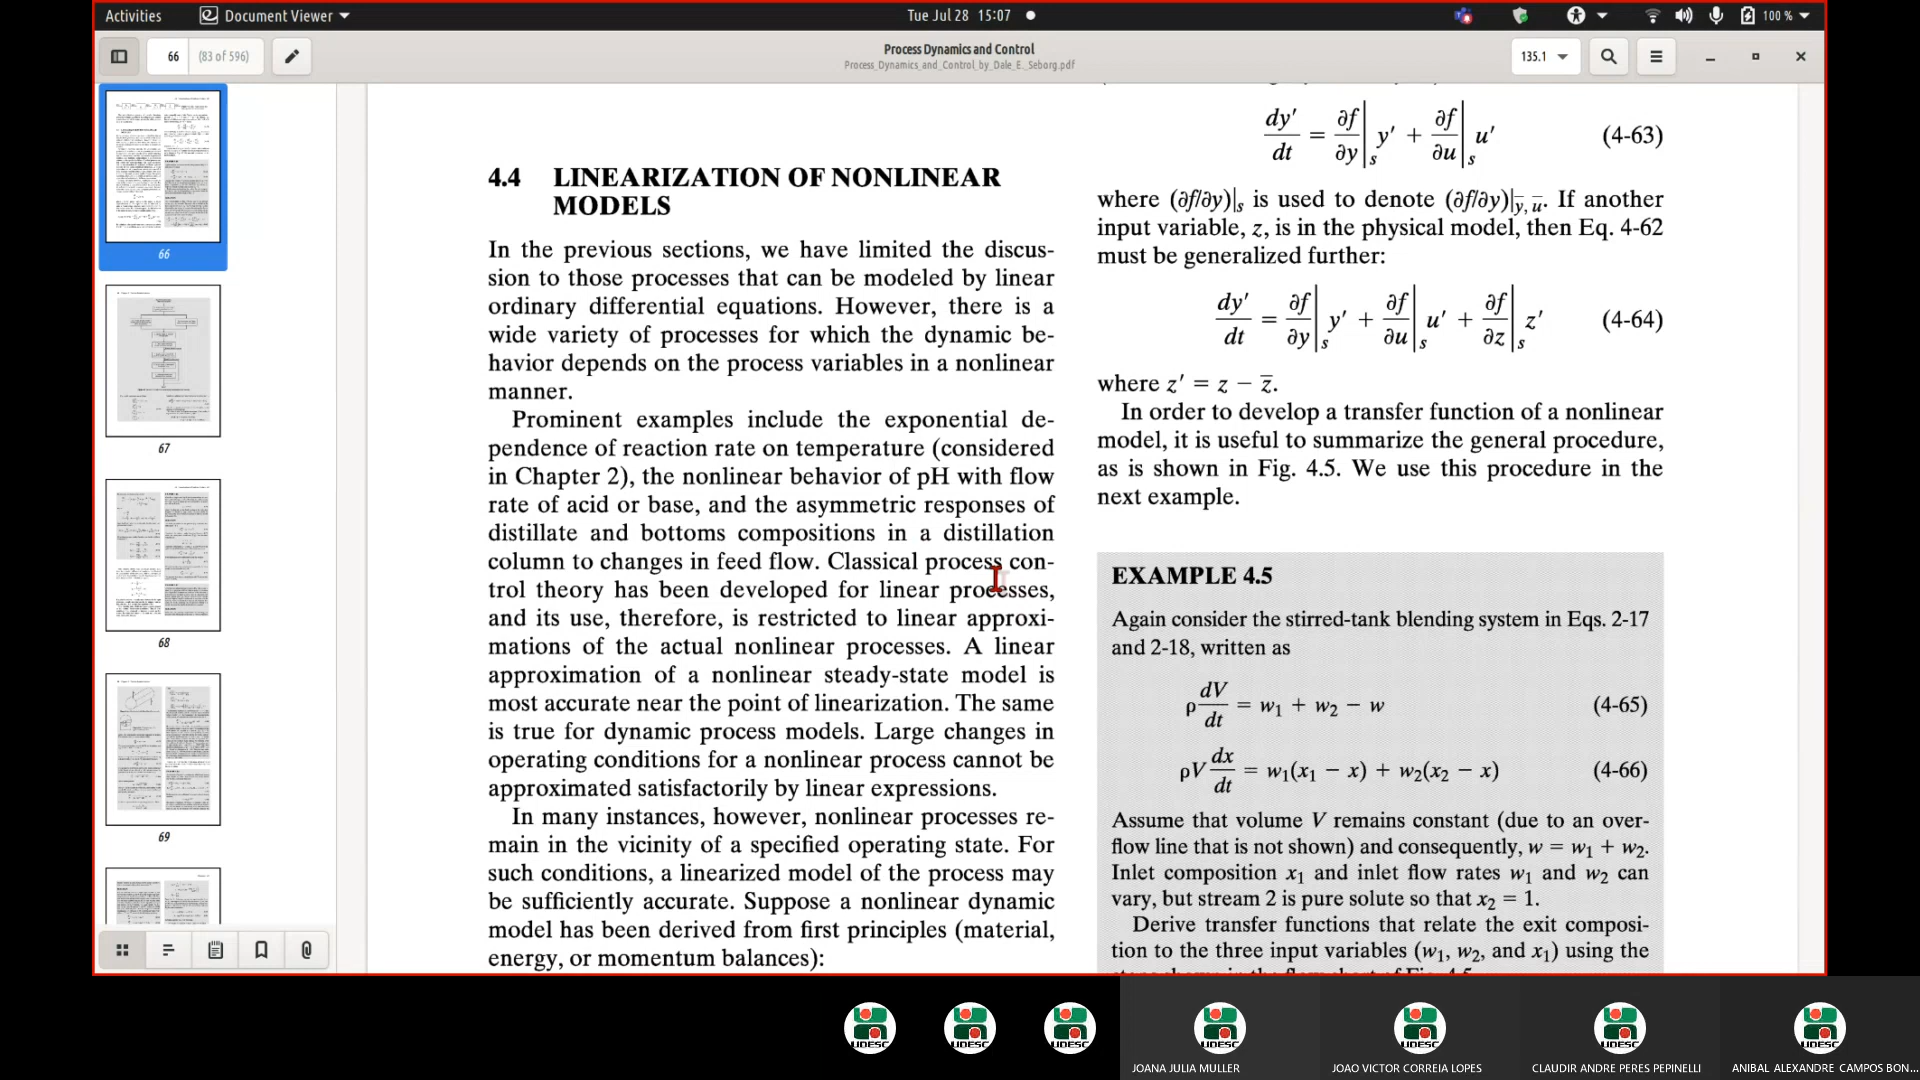 Activities
Document Viewer
Tue Jul 28 15:07
100 %
66
(83 of 596)
Process Dynamics and Control
Process_Dynamics_and_Control_by_Dale_E._Seborg.pdf
135.1
66
67
68
69
4.4 LINEARIZATION OF NONLINEAR
MODELS
In the previous sections, we have limited the discus-
sion to those processes that can be modeled by linear
ordinary differential equations. However, there is a
wide variety of processes for which the dynamic be-
havior depends on the process variables in a nonlinear
manner.
Prominent examples include the exponential de-
pendence of reaction rate on temperature (considered
in Chapter 2), the nonlinear behavior of pH with flow
rate of acid or base, and the asymmetric responses of
distillate and bottoms compositions in a distillation
column to changes in feed flow. Classical process con-
trol theory has been developed for linear processes,
and its use, therefore, is restricted to linear approxi-
mations of the actual nonlinear processes. A linear
approximation of a nonlinear steady-state model is
most accurate near the point of linearization. The same
is true for dynamic process models. Large changes in
operating conditions for a nonlinear process cannot be
approximated satisfactorily by linear expressions.
In many instances, however, nonlinear processes re-
main in the vicinity of a specified operating state. For
such conditions, a linearized model of the process may
be sufficiently accurate. Suppose a nonlinear dynamic
model has been derived from first principles (material,
energy, or momentum balances):
dy′/dt = ∂f/∂y|s y′ + ∂f/∂u|s u′ (4-63)
where (∂f/∂y)|s is used to denote (∂f/∂y)|ȳ, ū. If another
input variable, z, is in the physical model, then Eq. 4-62
must be generalized further:
dy′/dt = ∂f/∂y|s y′ + ∂f/∂u|s u′ + ∂f/∂z|s z′ (4-64)
where z′ = z − z̄.
In order to develop a transfer function of a nonlinear
model, it is useful to summarize the general procedure,
as is shown in Fig. 4.5. We use this procedure in the
next example.
EXAMPLE 4.5
Again consider the stirred-tank blending system in Eqs. 2-17
and 2-18, written as
ρ dV/dt = w₁ + w₂ − w (4-65)
ρV dx/dt = w₁(x₁ − x) + w₂(x₂ − x) (4-66)
Assume that volume V remains constant (due to an over-
flow line that is not shown) and consequently, w = w₁ + w₂.
Inlet composition x₁ and inlet flow rates w₁ and w₂ can
vary, but stream 2 is pure solute so that x₂ = 1.
Derive transfer functions that relate the exit composi-
tion to the three input variables (w₁, w₂, and x₁) using the
UDESC
UDESC
UDESC
UDESC
UDESC
UDESC
UDESC
JOANA JULIA MULLER
JOAO VICTOR CORREIA LOPES
CLAUDIR ANDRE PERES PEPINELLI
ANIBAL ALEXANDRE CAMPOS BON...